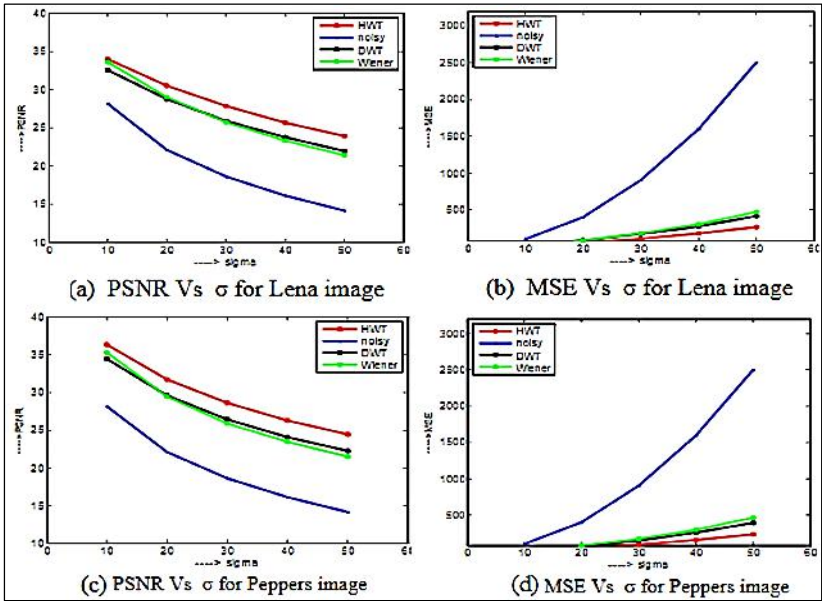 40
35
30
25
20
15
10
---->PSNR
HWT
noisy
DWT
Wiener
0 10 20 30 40 50 60
----> sigma
(a) PSNR Vs σ for Lena image
3000
2500
2000
1500
1000
500
---->MSE
HWT
noisy
DWT
Wiener
0 10 20 30 40 50 60
----> sigma
(b) MSE Vs σ for Lena image
40
35
30
25
20
15
10
---->PSNR
HWT
noisy
DWT
Wiener
0 10 20 30 40 50 60
----> sigma
(c) PSNR Vs σ for Peppers image
3000
2500
2000
1500
1000
500
---->MSE
HWT
noisy
DWT
Wiener
0 10 20 30 40 50 60
----> sigma
(d) MSE Vs σ for Peppers image